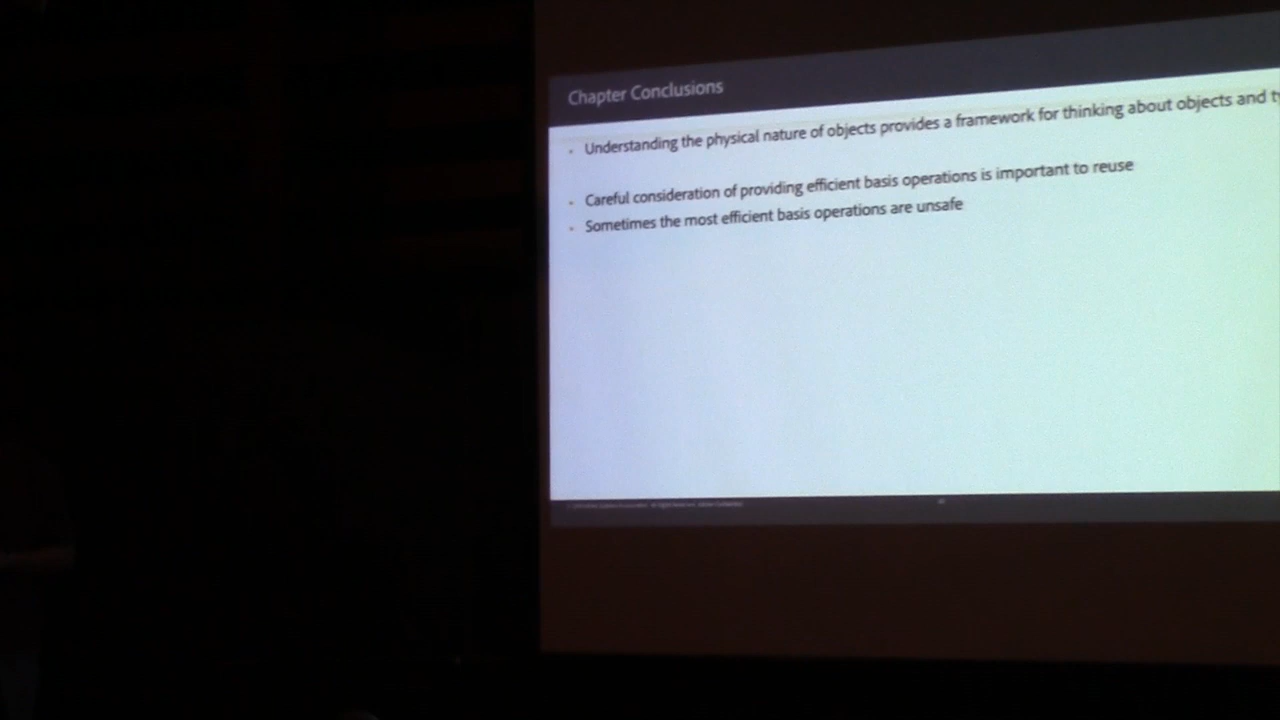 Chapter Conclusions
Understanding the physical nature of objects provides a framework for thinking about objects and
Careful consideration of providing efficient basis operations is important to reuse
Sometimes the most efficient basis operations are unsafe